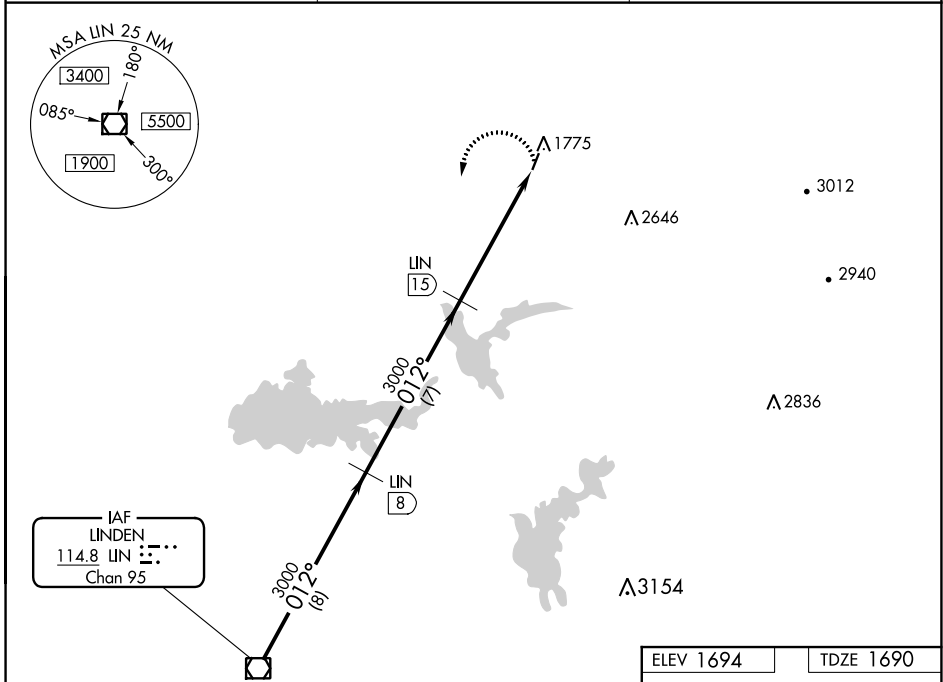 MSA LIN 25 NM
3400
180°
085°
5500
1900
300°
1775
3012
2646
LIN
15
2940
3000
012°
(7)
2836
LIN
8
IAF
LINDEN
114.8 LIN
Chan 95
3000
012°
(8)
3154
ELEV 1694
TDZE 1690